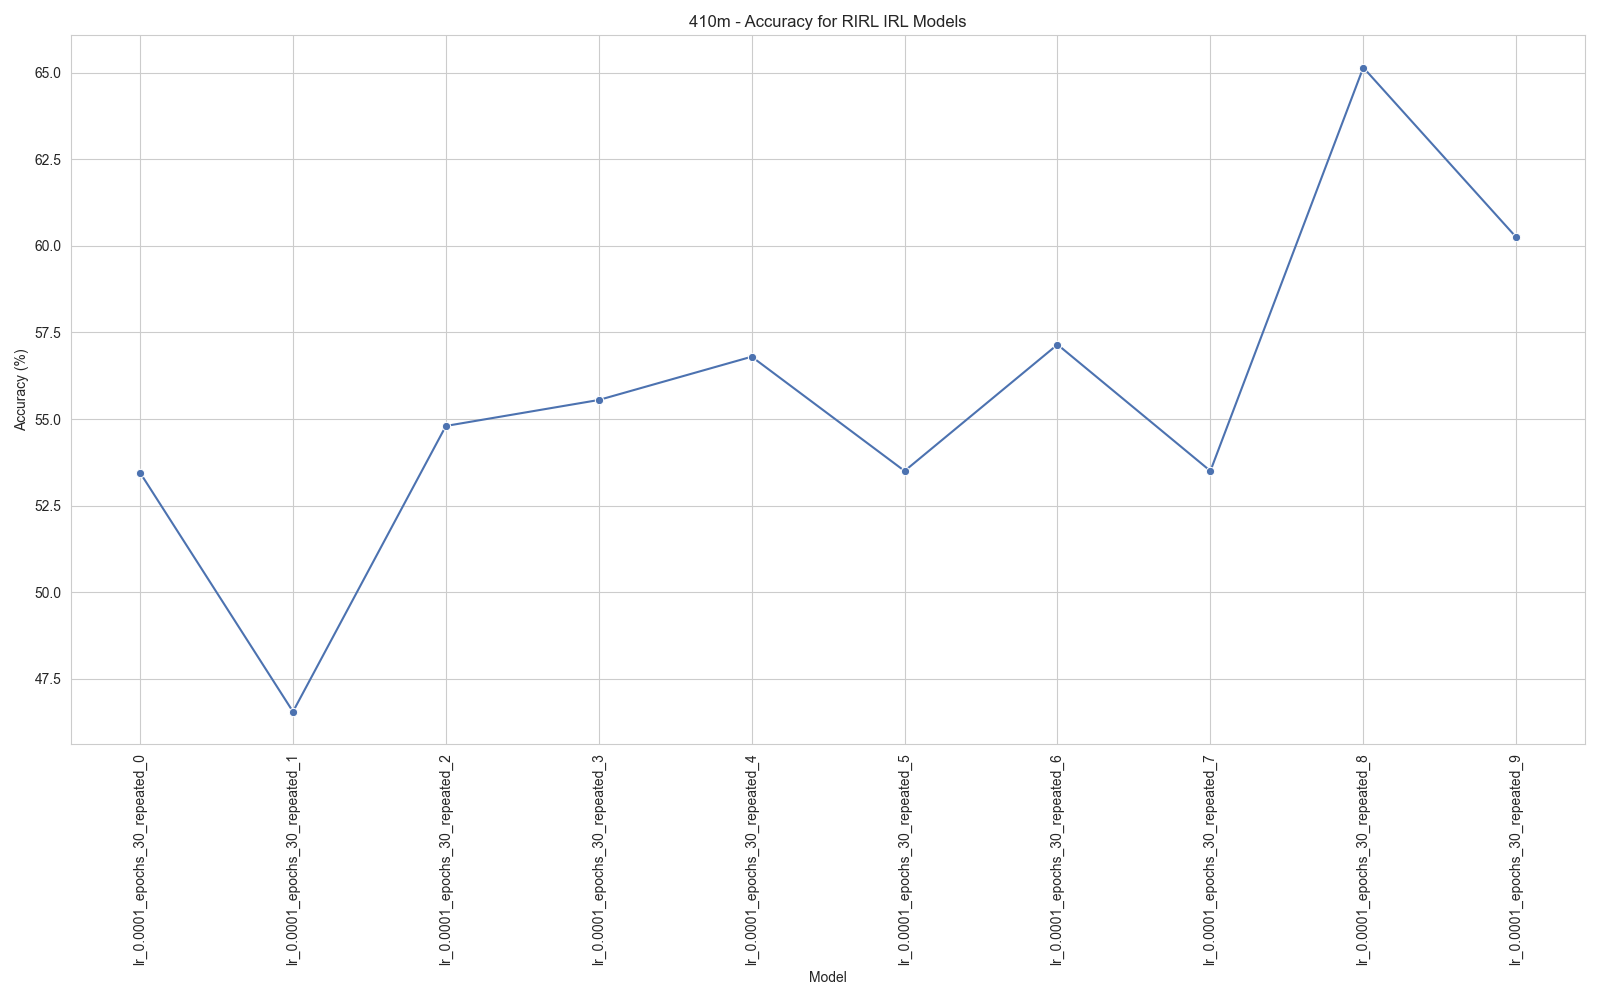 410m - Accuracy for RIRL IRL Models
65.0
62.5
60.0
57.5
55.0
52.5
50.0
47.5
Accuracy (%)
lr_0.0001_epochs_30_repeated_0
lr_0.0001_epochs_30_repeated_1
lr_0.0001_epochs_30_repeated_2
lr_0.0001_epochs_30_repeated_3
lr_0.0001_epochs_30_repeated_4
lr_0.0001_epochs_30_repeated_5
lr_0.0001_epochs_30_repeated_6
lr_0.0001_epochs_30_repeated_7
lr_0.0001_epochs_30_repeated_8
lr_0.0001_epochs_30_repeated_9
Model